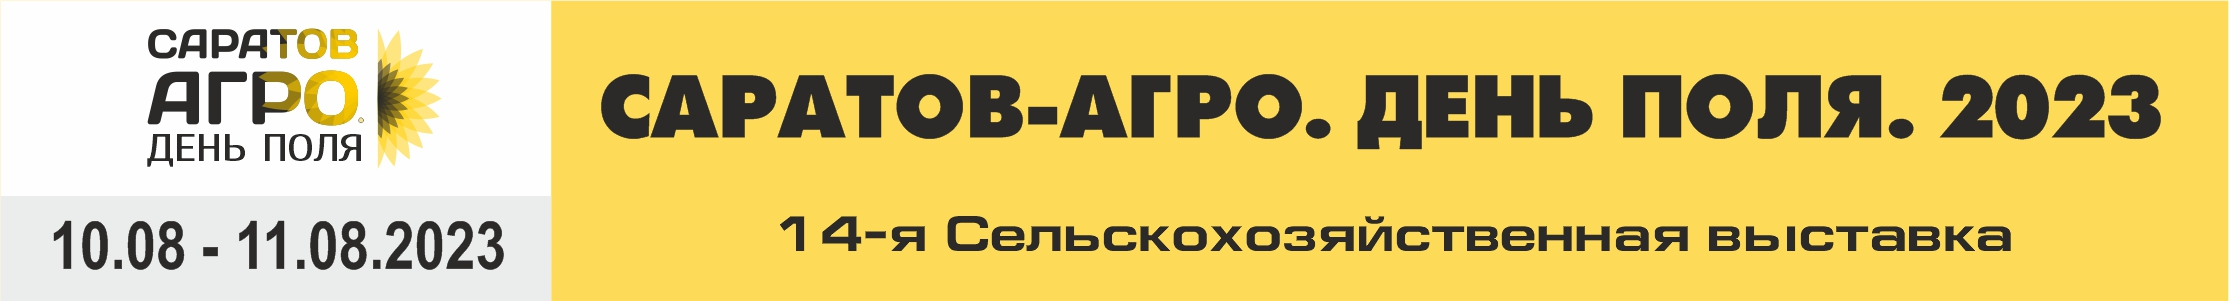 САРАТОВ
АГРО
ДЕНЬ ПОЛЯ
10.08 - 11.08.2023
САРАТОВ-АГРО. ДЕНЬ ПОЛЯ. 2023
14-я Сельскохозяйственная выставка